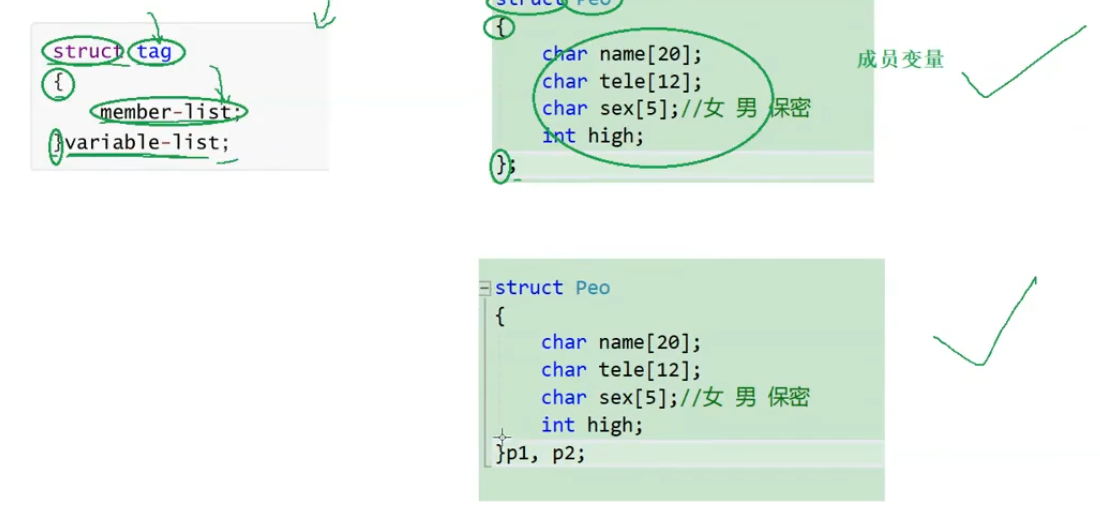 struct tag
{
member-list;
}variable-list;
struct Peo
{
char name[20];
char tele[12];
char sex[5];//女 男 保密
int high;
};
成员变量
struct Peo
{
char name[20];
char tele[12];
char sex[5];//女 男 保密
int high;
}p1, p2;